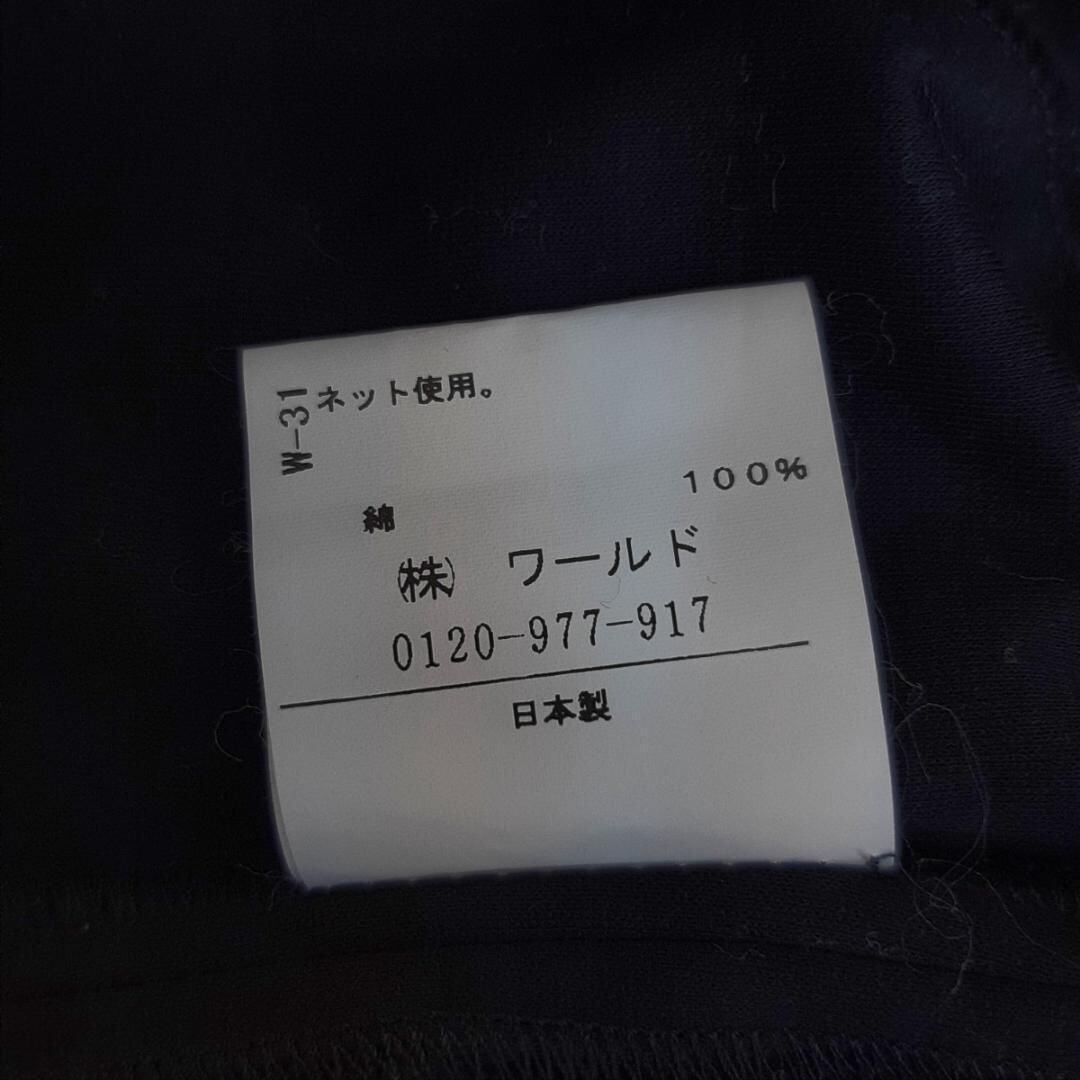 W-31
ネット使用。
綿 100%
(株) ワールド
0120-977-917
日本製